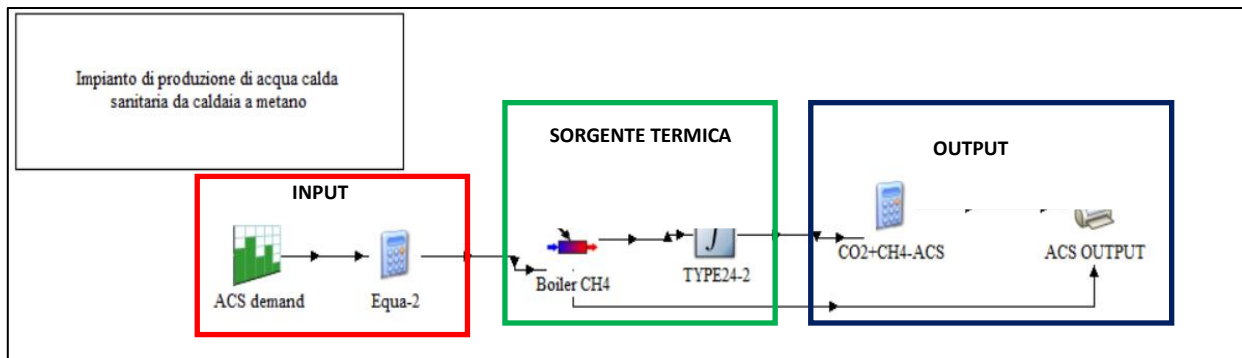 Impianto di produzione di acqua calda
sanitaria da caldaia a metano
INPUT
SORGENTE TERMICA
OUTPUT
ACS demand
Equa-2
Boiler CH4
TYPE24-2
CO2+CH4-ACS
ACS OUTPUT